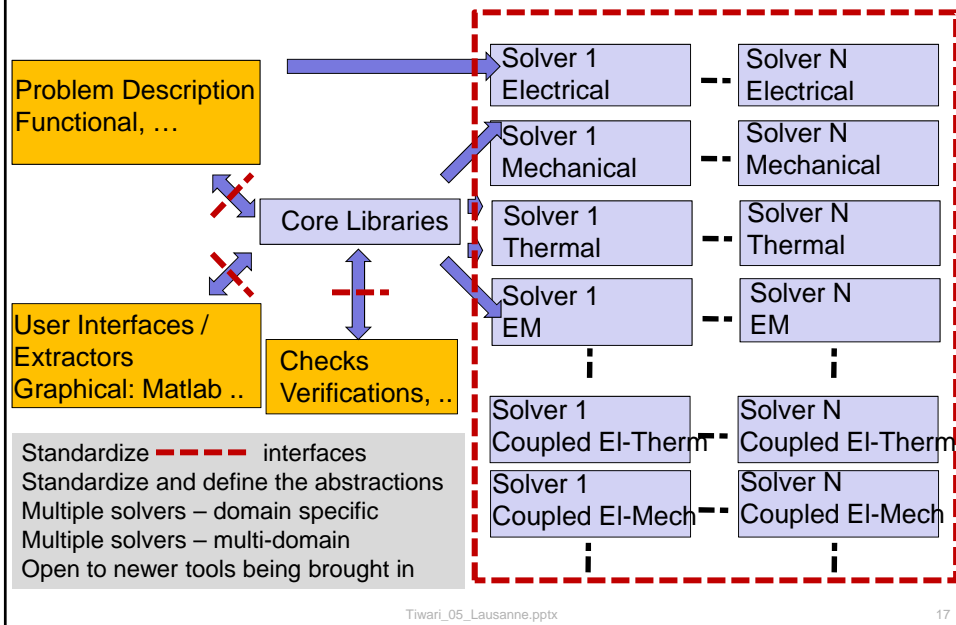 Problem Description
Functional, …
Core Libraries
User Interfaces /
Extractors
Graphical: Matlab ..
Checks
Verifications, ..
Solver 1
Electrical
Solver N
Electrical
Solver 1
Mechanical
Solver N
Mechanical
Solver 1
Thermal
Solver N
Thermal
Solver 1
EM
Solver N
EM
Solver 1
Coupled El-Therm
Solver N
Coupled El-Therm
Solver 1
Coupled El-Mech
Solver N
Coupled El-Mech
Standardize interfaces
Standardize and define the abstractions
Multiple solvers – domain specific
Multiple solvers – multi-domain
Open to newer tools being brought in
Tiwari_05_Lausanne.pptx
17